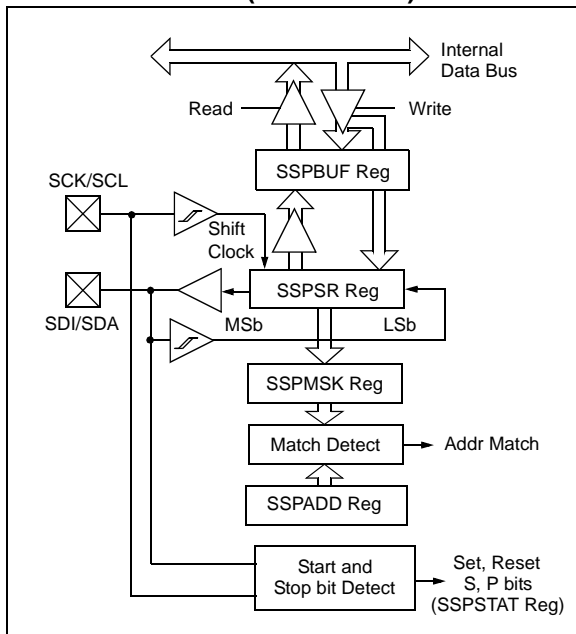 Internal
Data Bus
Read
Write
SSPBUF Reg
SCK/SCL
Shift
Clock
SSPSR Reg
MSb
LSb
SDI/SDA
SSPMSK Reg
Match Detect
Addr Match
SSPADD Reg
Start and
Stop bit Detect
Set, Reset
S, P bits
(SSPSTAT Reg)